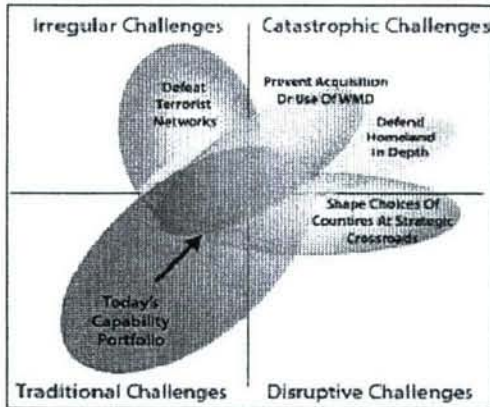 Irregular Challenges
Catastrophic Challenges
Defeat
Terrorist
Networks
Prevent Acquisition
Or Use Of WMD
Defend
Homeland
In Depth
Shape Choices Of
Countires At Strategic
Crossroads
Today's
Capability
Portfolio
Traditional Challenges
Disruptive Challenges